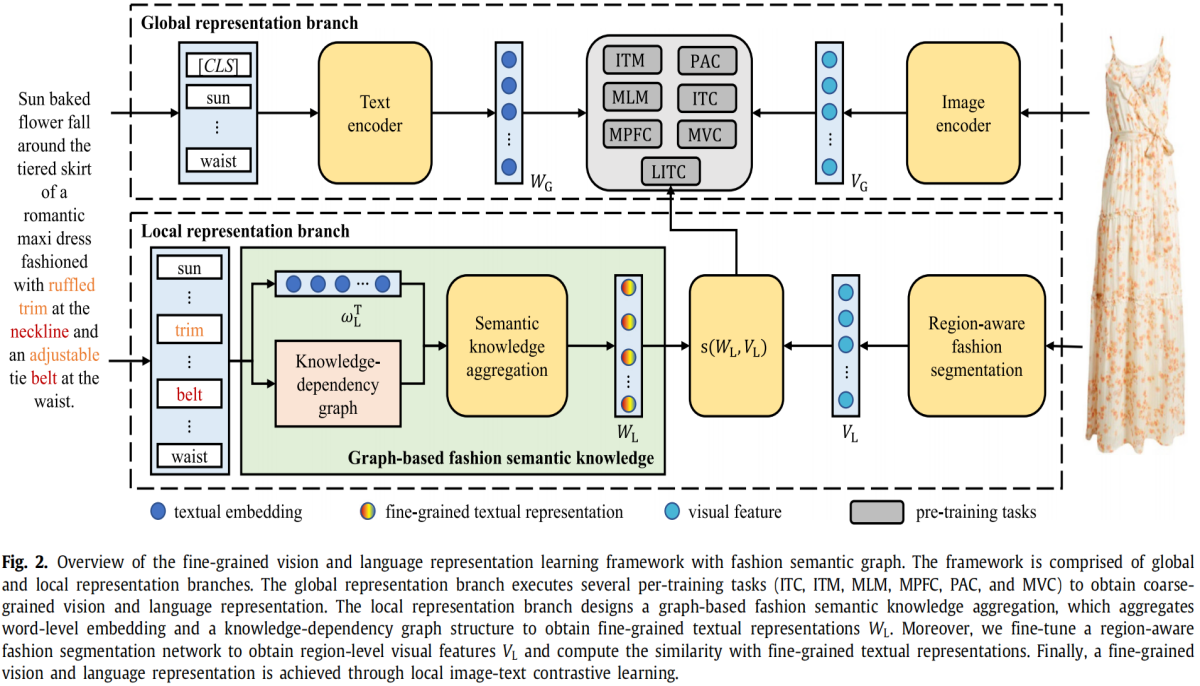 Global representation branch
Sun baked
flower fall
around the
tiered skirt
of a
romantic
maxi dress
fashioned
with ruffled
trim at the
neckline and
an adjustable
tie belt at the
waist.
[CLS]
sun
⋮
waist
Text
encoder
W_G
ITM
PAC
MLM
ITC
MPFC
MVC
LITC
V_G
Image
encoder
Local representation branch
sun
⋮
trim
⋮
belt
⋮
waist
ω_L^T
Knowledge-
dependency
graph
Semantic
knowledge
aggregation
W_L
Graph-based fashion semantic knowledge
s(W_L, V_L)
V_L
Region-aware
fashion
segmentation
textual embedding
fine-grained textual representation
visual feature
pre-training tasks
Fig. 2. Overview of the fine-grained vision and language representation learning framework with fashion semantic graph. The framework is comprised of global
and local representation branches. The global representation branch executes several per-training tasks (ITC, ITM, MLM, MPFC, PAC, and MVC) to obtain coarse-
grained vision and language representation. The local representation branch designs a graph-based fashion semantic knowledge aggregation, which aggregates
word-level embedding and a knowledge-dependency graph structure to obtain fine-grained textual representations W_L. Moreover, we fine-tune a region-aware
fashion segmentation network to obtain region-level visual features V_L and compute the similarity with fine-grained textual representations. Finally, a fine-grained
vision and language representation is achieved through local image-text contrastive learning.